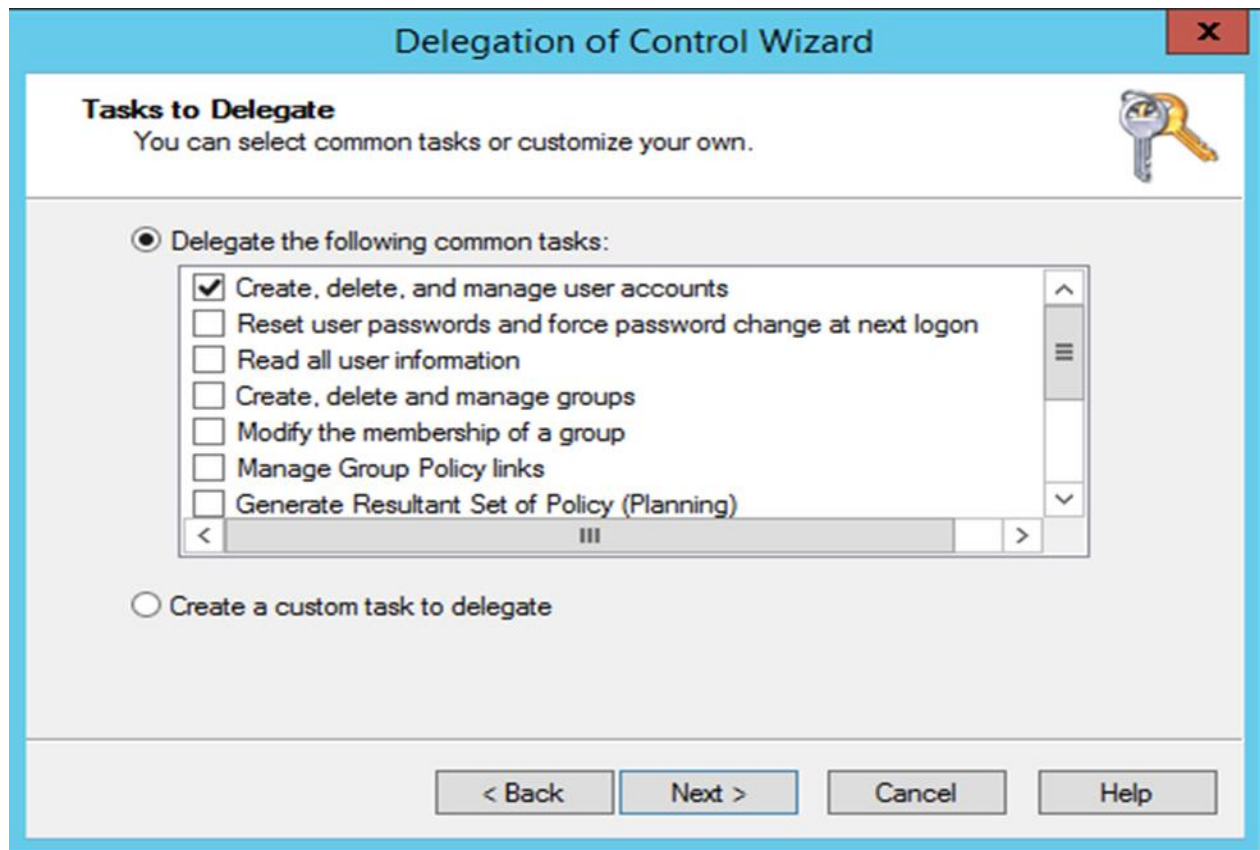 Delegation of Control Wizard
x
Tasks to Delegate
You can select common tasks or customize your own.
Delegate the following common tasks:
Create, delete, and manage user accounts
Reset user passwords and force password change at next logon
Read all user information
Create, delete and manage groups
Modify the membership of a group
Manage Group Policy links
Generate Resultant Set of Policy (Planning)
Create a custom task to delegate
< Back Next > Cancel Help